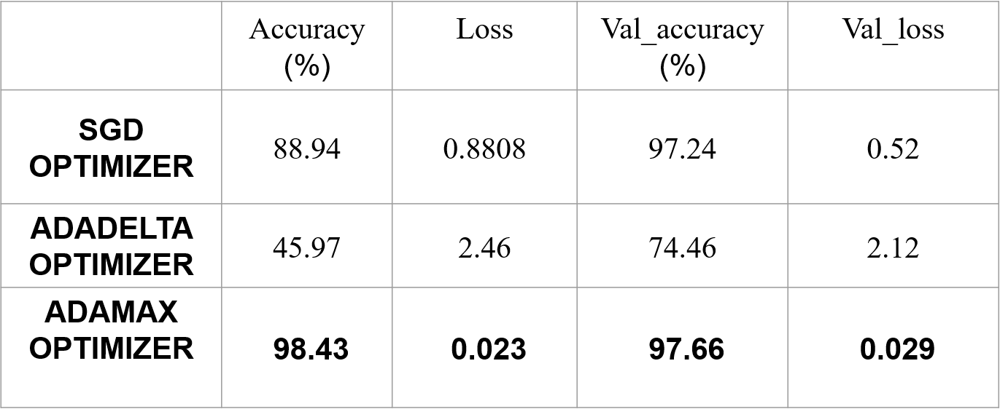 Accuracy (%) Loss Val_accuracy (%) Val_loss
SGD OPTIMIZER 88.94 0.8808 97.24 0.52
ADADELTA OPTIMIZER 45.97 2.46 74.46 2.12
ADAMAX OPTIMIZER 98.43 0.023 97.66 0.029